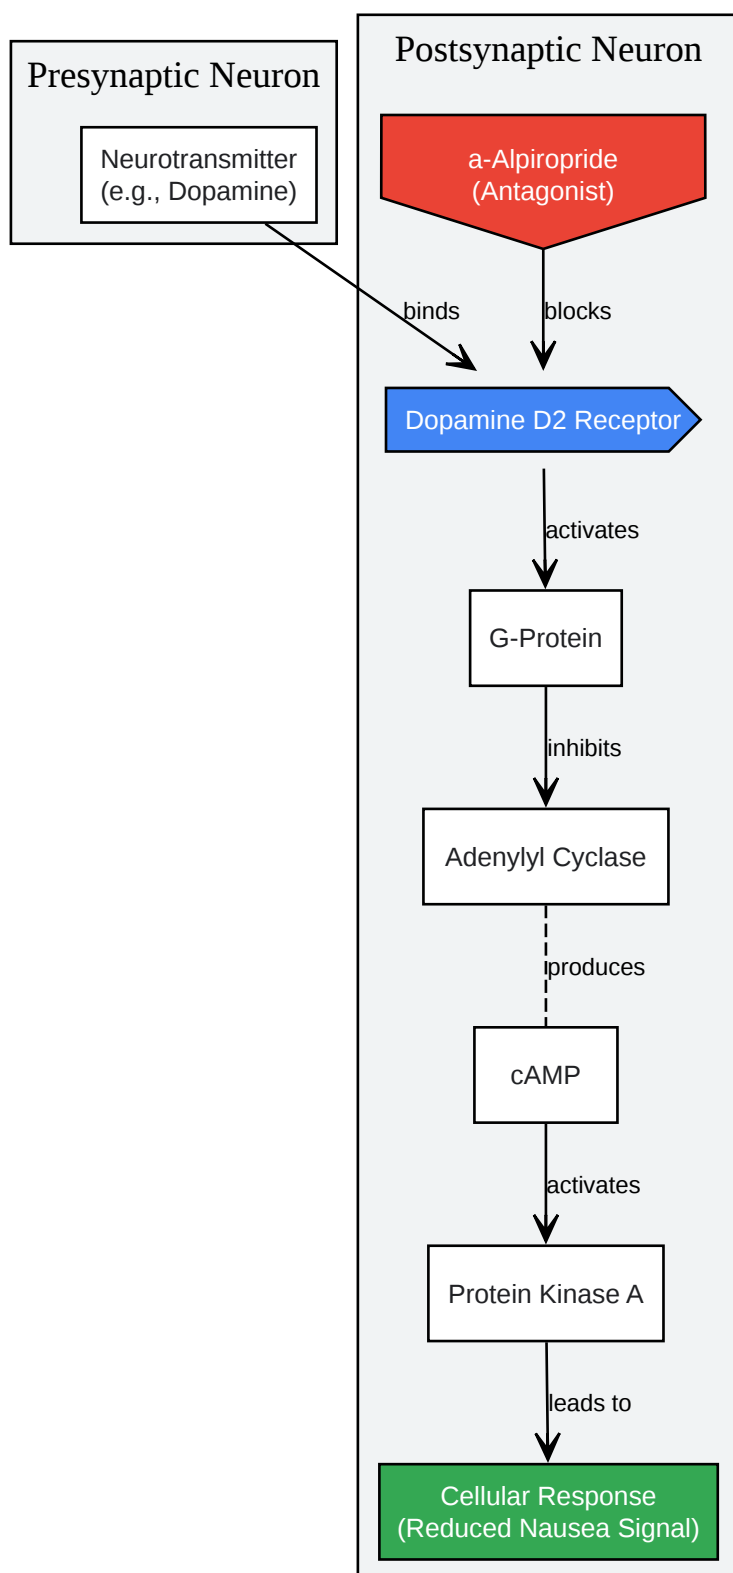 Presynaptic Neuron
Neurotransmitter
(e.g., Dopamine)
Postsynaptic Neuron
a-Alpiropride
(Antagonist)
binds
blocks
Dopamine D2 Receptor
activates
G-Protein
inhibits
Adenylyl Cyclase
produces
cAMP
activates
Protein Kinase A
leads to
Cellular Response
(Reduced Nausea Signal)